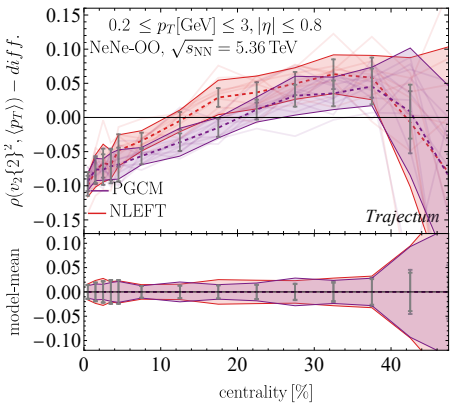 0.2 ≤ p_T[GeV] ≤ 3, |η| ≤ 0.8
NeNe-OO, √s_NN = 5.36 TeV
ρ(v₂{2}², ⟨p_T⟩) − diff.
0.15
0.10
0.05
0.00
−0.05
−0.10
−0.15
PGCM
NLEFT
Trajectum
model-mean
0.10
0.05
0.00
−0.05
−0.10
0 10 20 30 40
centrality [%]